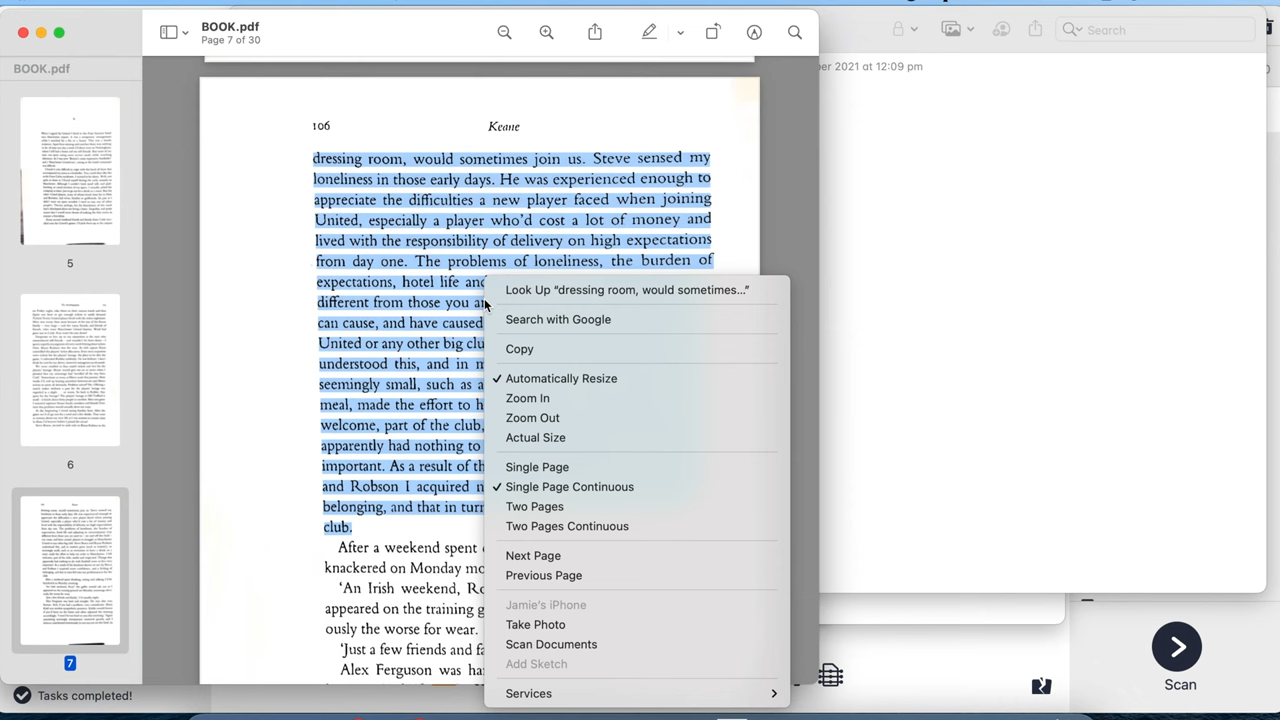 BOOK.pdf
Page 7 of 30
Search
er 2021 at 12:09 pm
BOOK.pdf
5
6
7
Tasks completed!
106 Keane
dressing room, would sometimes join us. Steve sensed my
loneliness in those early days. He was experienced enough to
appreciate the difficulties a new player faced when joining
United, especially a player who'd cost a lot of money and
lived with the responsibility of delivery on high expectations
from day one. The problems of loneliness, the burden of
expectations, hotel life and
different from those you ar
can cause, and have caused
United or any other big clu
understood this, and in m
seemingly small, such as a
meal, made the effort to h
welcome, part of the club,
apparently had nothing to
important. As a result of th
and Robson I acquired n
belonging, and that in turn
club.
After a weekend spent
knackered on Monday mo
'An Irish weekend, R
appeared on the training g
ously the worse for wear.
'Just a few friends and fa
Alex Ferguson was har
Look Up “dressing room, would sometimes...”
Search with Google
Copy
✓ Automatically Resize
Zoom In
Zoom Out
Actual Size
Single Page
✓ Single Page Continuous
Two Pages
Two Pages Continuous
Next Page
Previous Page
Jamie's iPhone
Take Photo
Scan Documents
Add Sketch
Services
Scan